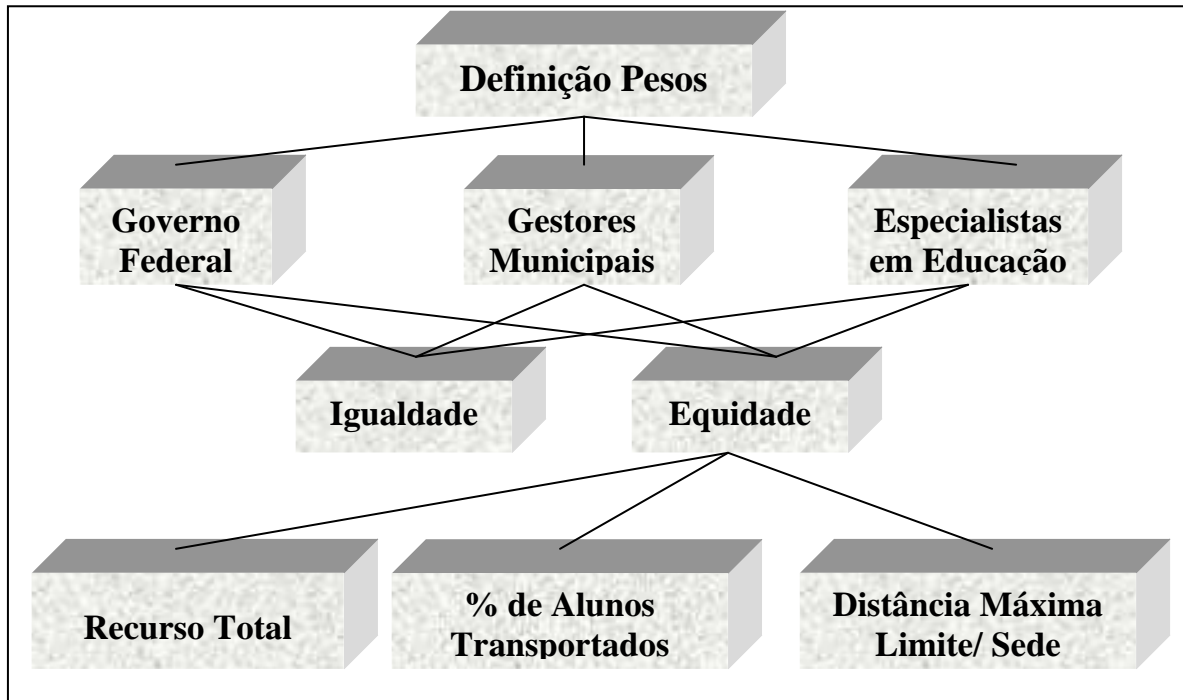 Definição Pesos
Governo
Federal
Gestores
Municipais
Especialistas
em Educação
Igualdade
Equidade
Recurso Total
% de Alunos
Transportados
Distância Máxima
Limite/ Sede